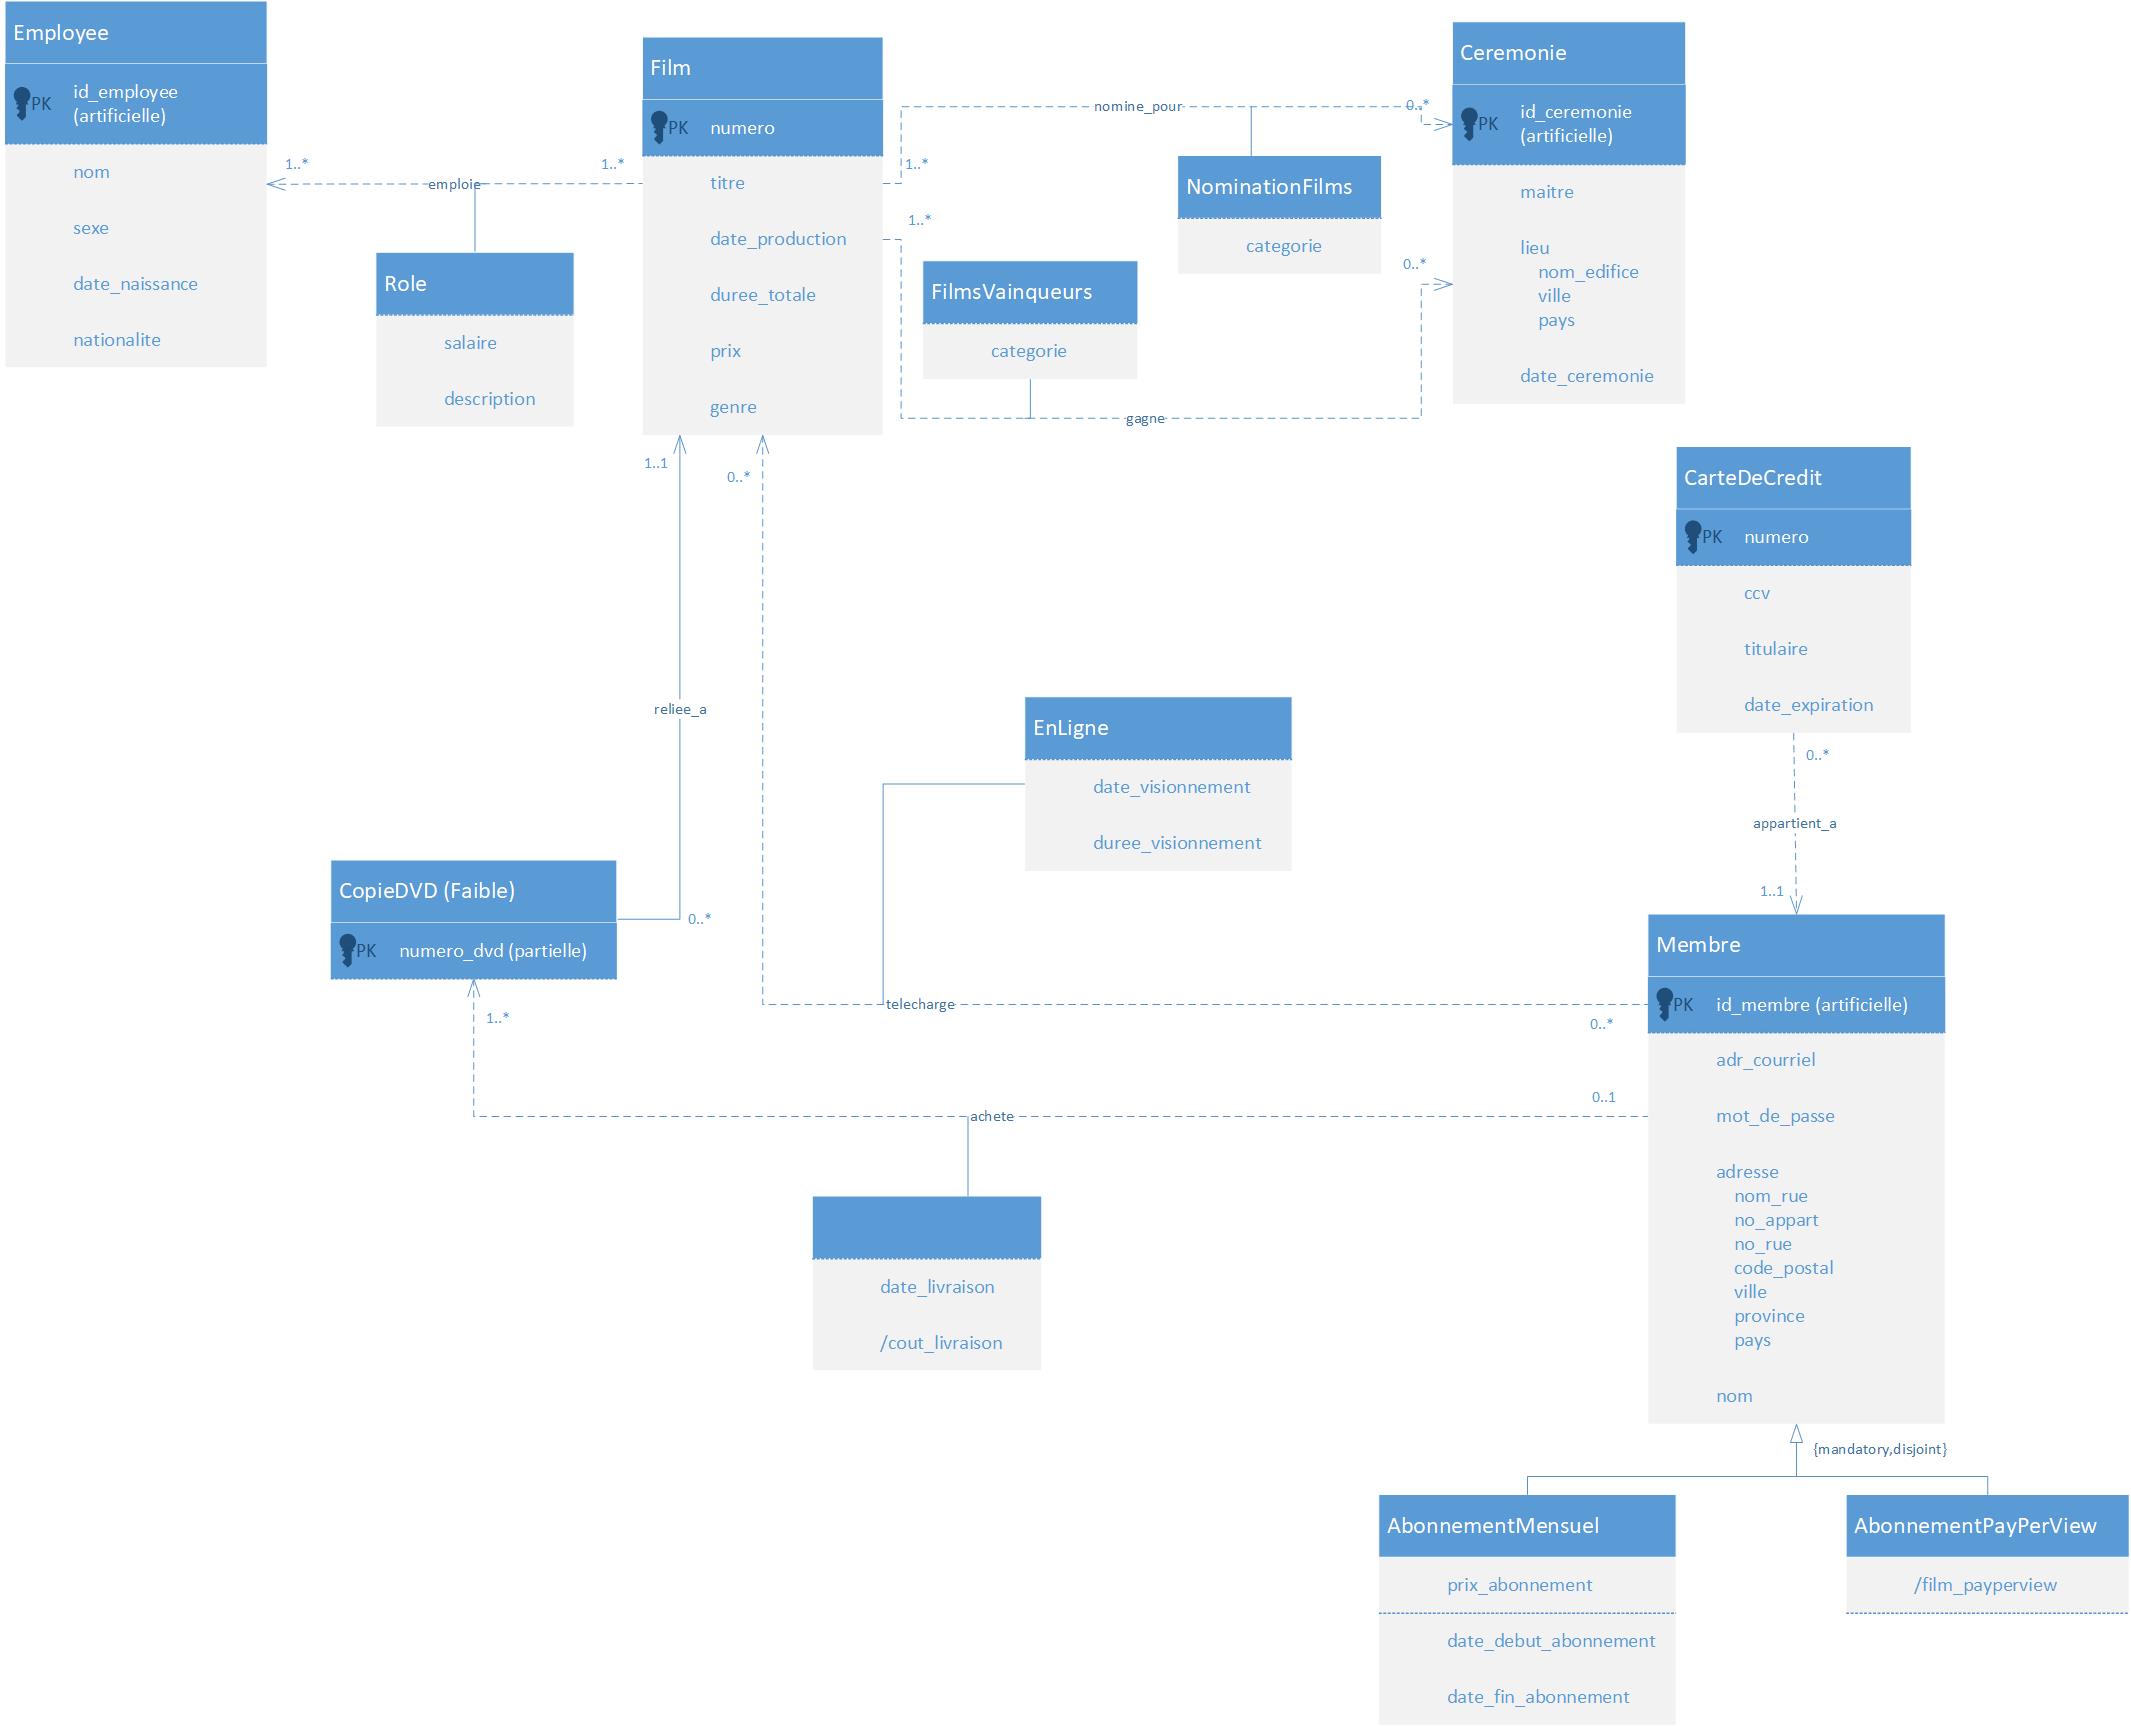 Employee
PK id_employee
(artificielle)
nom
sexe
date_naissance
nationalite
1..*
emploie
1..*
Role
salaire
description
Film
PK numero
titre
date_production
duree_totale
prix
genre
1..*
nomine_pour
0..*
NominationFilms
categorie
1..*
FilmsVainqueurs
categorie
gagne
0..*
Ceremonie
PK id_ceremonie
(artificielle)
maitre
lieu
nom_edifice
ville
pays
date_ceremonie
1..1
0..*
reliee_a
CarteDeCredit
PK numero
ccv
titulaire
date_expiration
0..*
appartient_a
1..1
EnLigne
date_visionnement
duree_visionnement
CopieDVD (Faible)
0..*
PK numero_dvd (partielle)
1..*
telecharge
0..*
achete
0..1
date_livraison
/cout_livraison
Membre
PK id_membre (artificielle)
adr_courriel
mot_de_passe
adresse
nom_rue
no_appart
no_rue
code_postal
ville
province
pays
nom
{mandatory,disjoint}
AbonnementMensuel
prix_abonnement
date_debut_abonnement
date_fin_abonnement
AbonnementPayPerView
/film_payperview